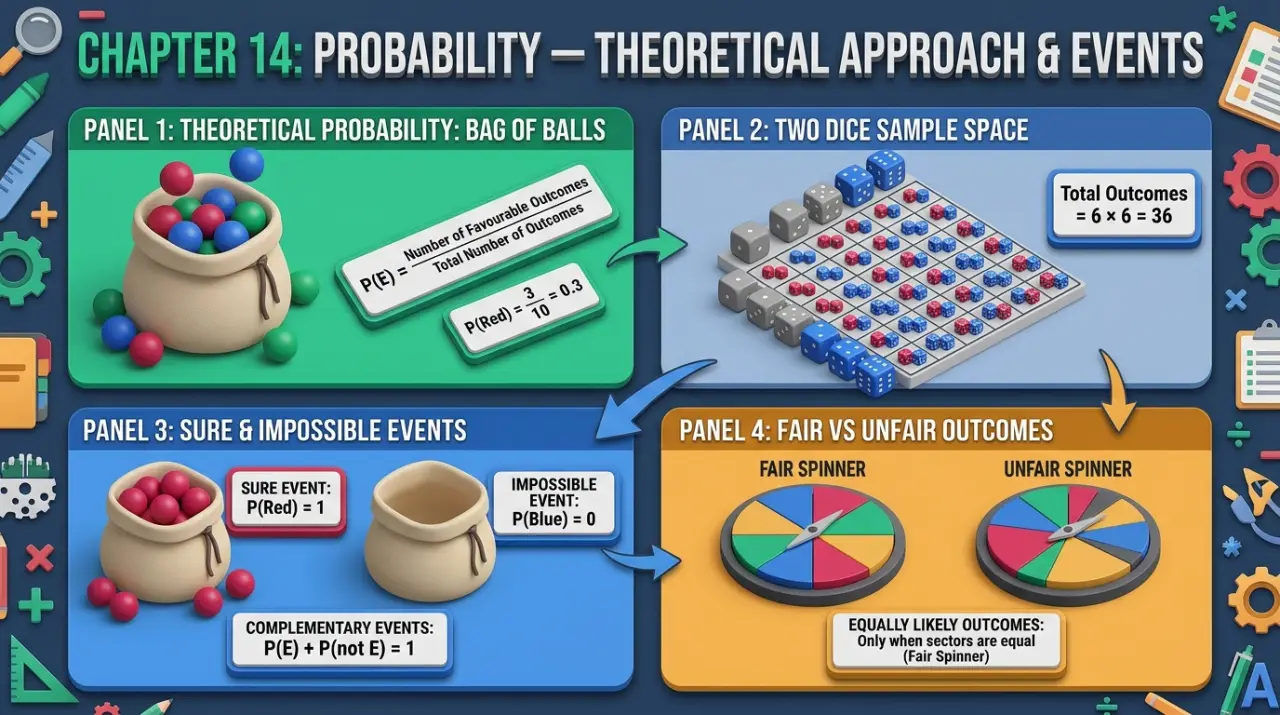 CHAPTER 14: PROBABILITY — THEORETICAL APPROACH & EVENTS
PANEL 1: THEORETICAL PROBABILITY: BAG OF BALLS
P(E) = Number of Favourable Outcomes / Total Number of Outcomes
P(Red) = 3/10 = 0.3
PANEL 2: TWO DICE SAMPLE SPACE
Total Outcomes
= 6 × 6 = 36
PANEL 3: SURE & IMPOSSIBLE EVENTS
SURE EVENT:
P(Red) = 1
IMPOSSIBLE
EVENT:
P(Blue) = 0
COMPLEMENTARY EVENTS:
P(E) + P(not E) = 1
PANEL 4: FAIR VS UNFAIR OUTCOMES
FAIR SPINNER
UNFAIR SPINNER
EQUALLY LIKELY OUTCOMES:
Only when sectors are equal
(Fair Spinner)
A